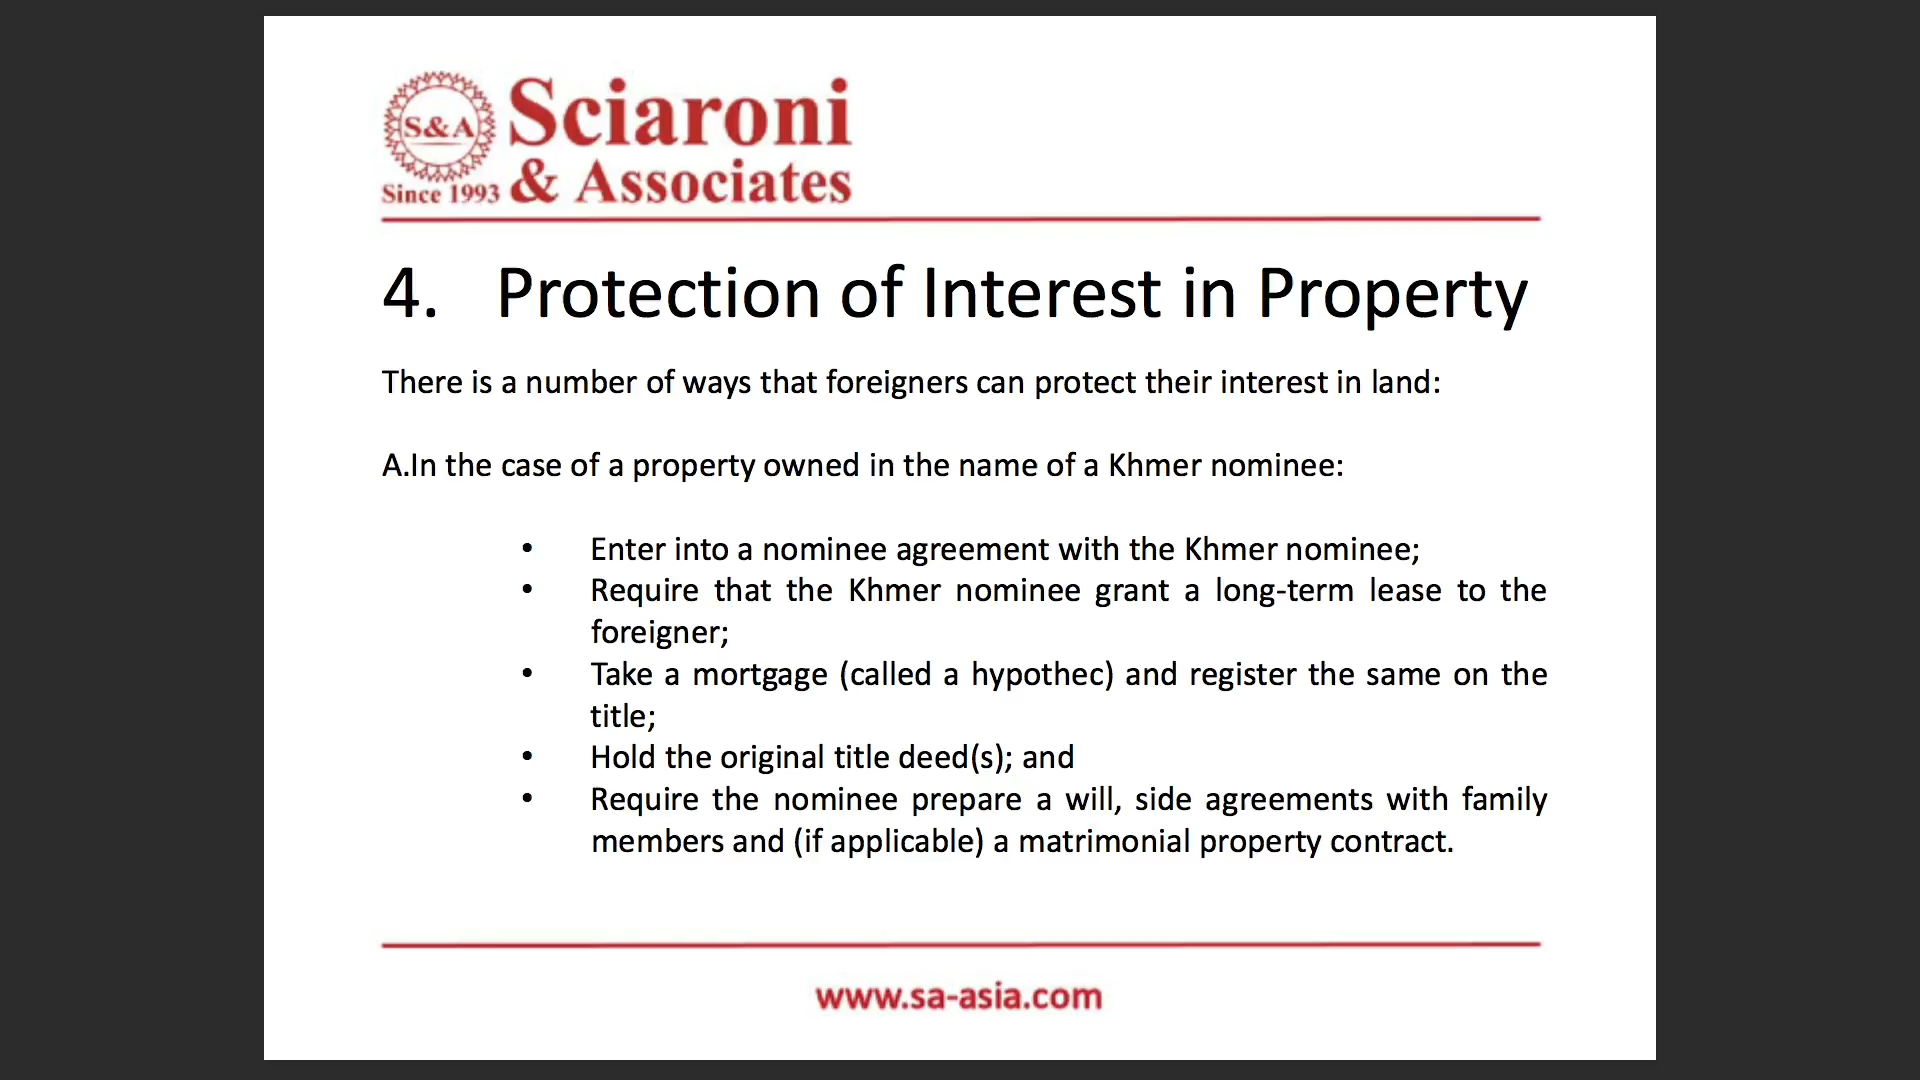 S&A
Since 1993
Sciaroni
& Associates
4. Protection of Interest in Property
There is a number of ways that foreigners can protect their interest in land:
A.In the case of a property owned in the name of a Khmer nominee:
• Enter into a nominee agreement with the Khmer nominee;
• Require that the Khmer nominee grant a long-term lease to the
foreigner;
• Take a mortgage (called a hypothec) and register the same on the
title;
• Hold the original title deed(s); and
• Require the nominee prepare a will, side agreements with family
members and (if applicable) a matrimonial property contract.
www.sa-asia.com